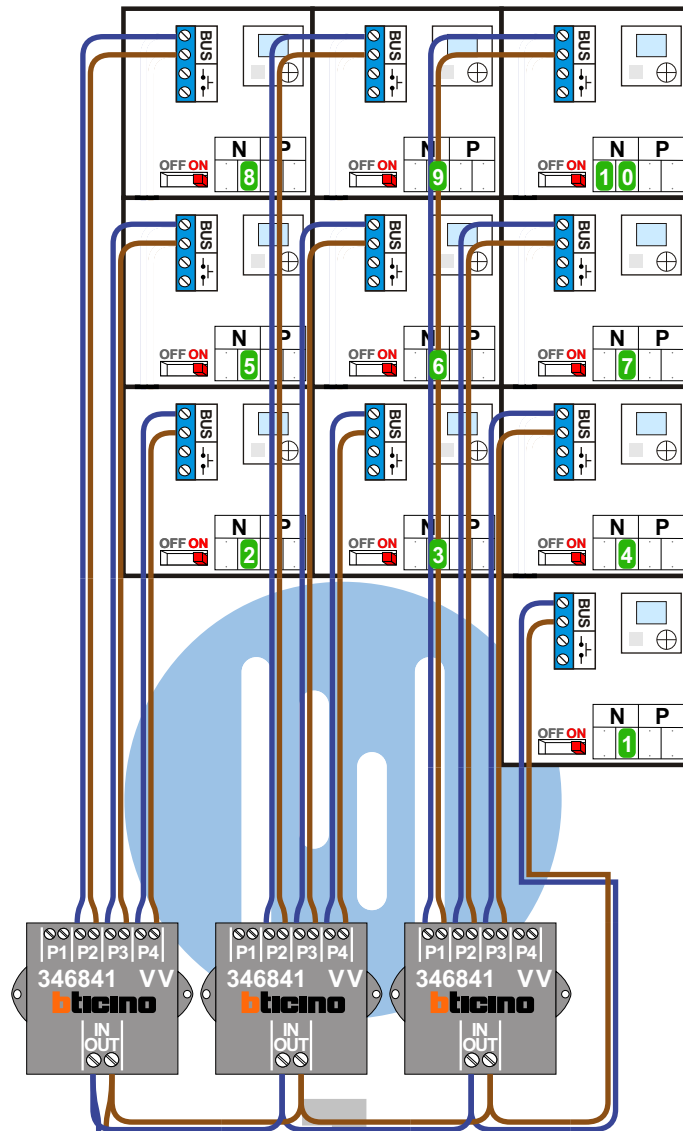 BUS BUS BUS
N P N P N P
OFF ON 8 OFF ON 9 OFF ON 1 0
BUS BUS BUS
N P N P N P
OFF ON 5 OFF ON 6 OFF ON 7
BUS BUS BUS
N P N P N P
OFF ON 2 OFF ON 3 OFF ON 4
BUS
N P
OFF ON 1
P1 P2 P3 P4 P1 P2 P3 P4 P1 P2 P3 P4
346841 VV 346841 VV 346841 VV
bticino bticino bticino
IN IN IN
OUT OUT OUT